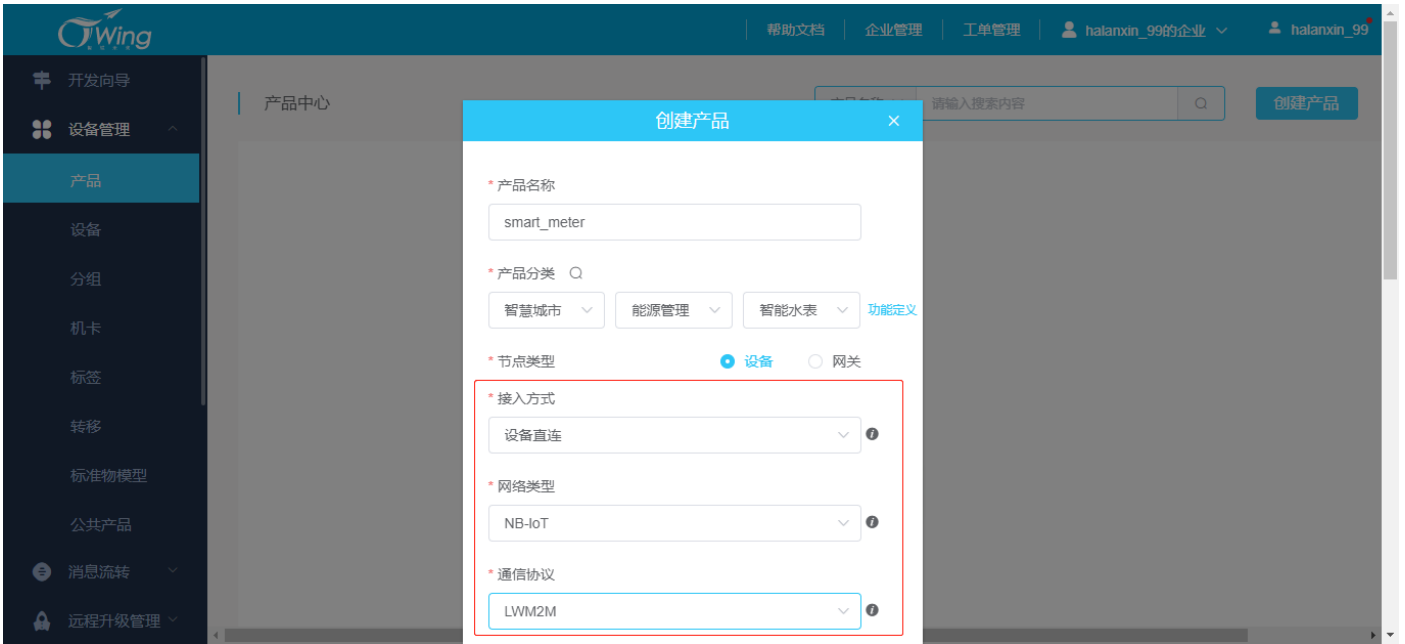 CTWing
帮助文档
企业管理
工单管理
halanxin_99的企业
halanxin_99
开发向导
设备管理
产品
设备
分组
机卡
标签
转移
标准物模型
公共产品
消息流转
远程升级管理
产品中心
产品名称
请输入搜索内容
创建产品
创建产品
* 产品名称
smart_meter
* 产品分类
智慧城市
能源管理
智能水表
功能定义
* 节点类型
设备
网关
* 接入方式
设备直连
* 网络类型
NB-IoT
* 通信协议
LWM2M